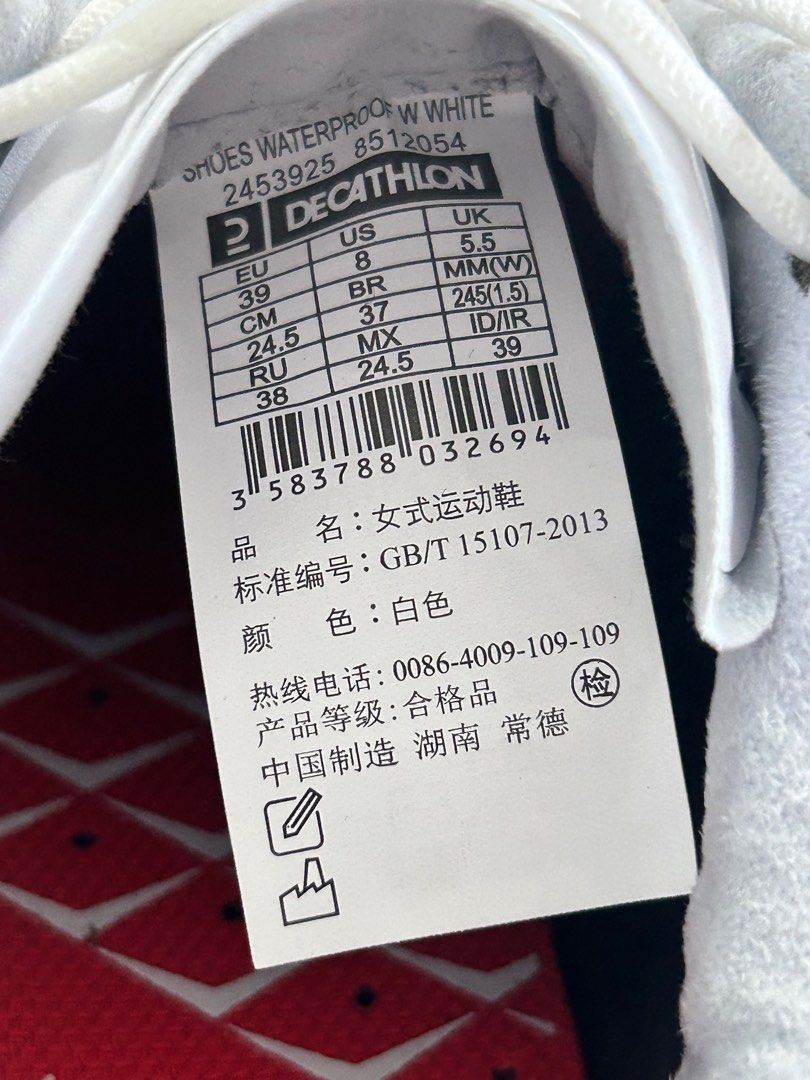 SHOES WATERPROOF W WHITE
2453925 8512054
DECATHLON
EU US UK
39 8 5.5
CM BR MM(W)
24.5 37 245(1.5)
RU MX ID/IR
38 24.5 39
3 583788 032694
品 名：女式运动鞋
标准编号：GB/T 15107-2013
颜 色：白色
热线电话：0086-4009-109-109
产品等级：合格品 检
中国制造 湖南 常德